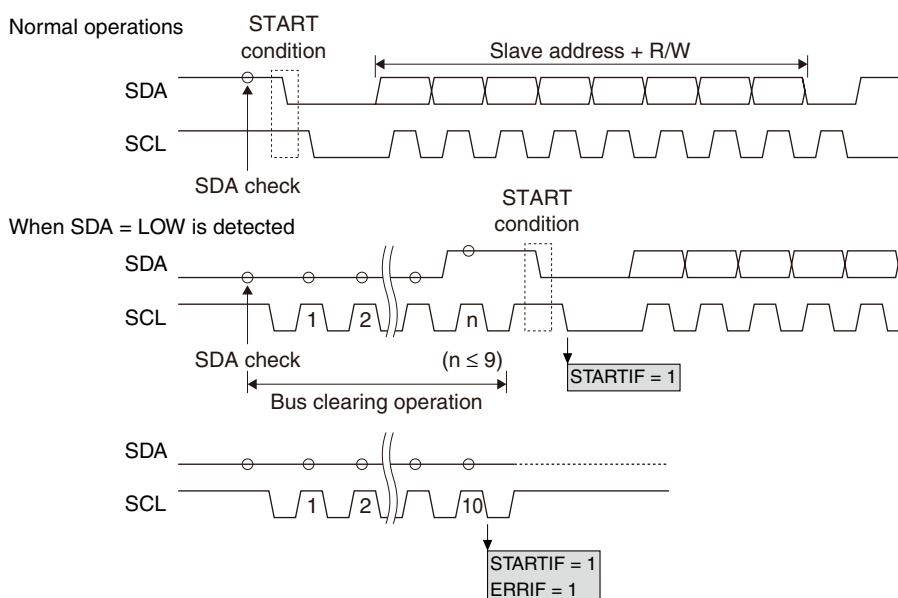 Normal operations
START
condition
Slave address + R/W
SDA
SCL
SDA check
When SDA = LOW is detected
START
condition
SDA
SCL
1
2
n
SDA check
(n ≤ 9)
STARTIF = 1
Bus clearing operation
SDA
SCL
1
2
10
STARTIF = 1
ERRIF = 1